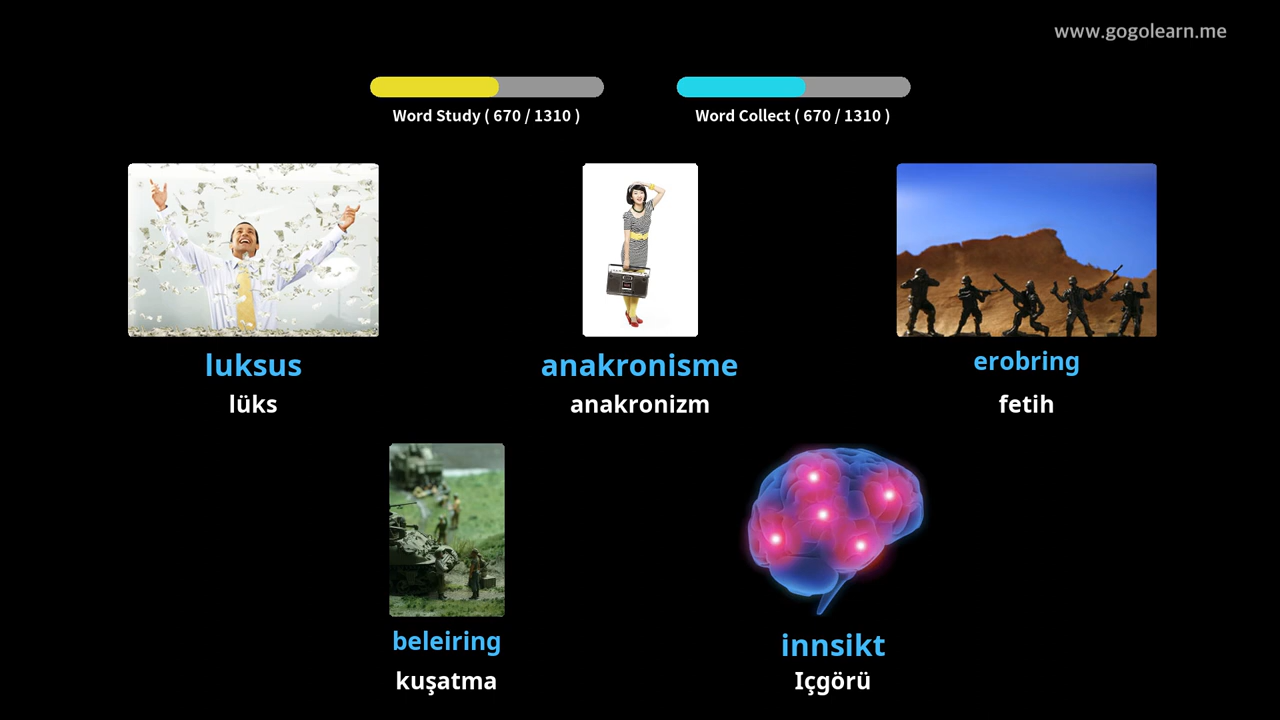 www.gogolearn.me
Word Study ( 670 / 1310 )
Word Collect ( 670 / 1310 )
luksus
lüks
anakronisme
anakronizm
erobring
fetih
beleiring
kuşatma
innsikt
Içgörü